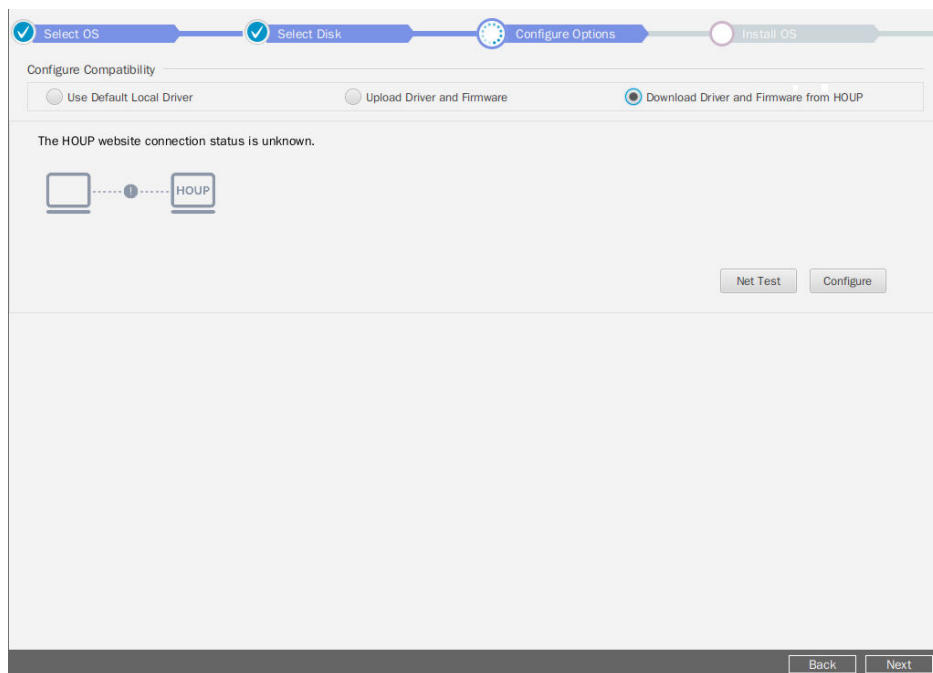 Select OS
Select Disk
Configure Options
Install OS
Configure Compatibility
Use Default Local Driver
Upload Driver and Firmware
Download Driver and Firmware from HOUP
The HOUP website connection status is unknown.
HOUP
Net Test
Configure
Back
Next